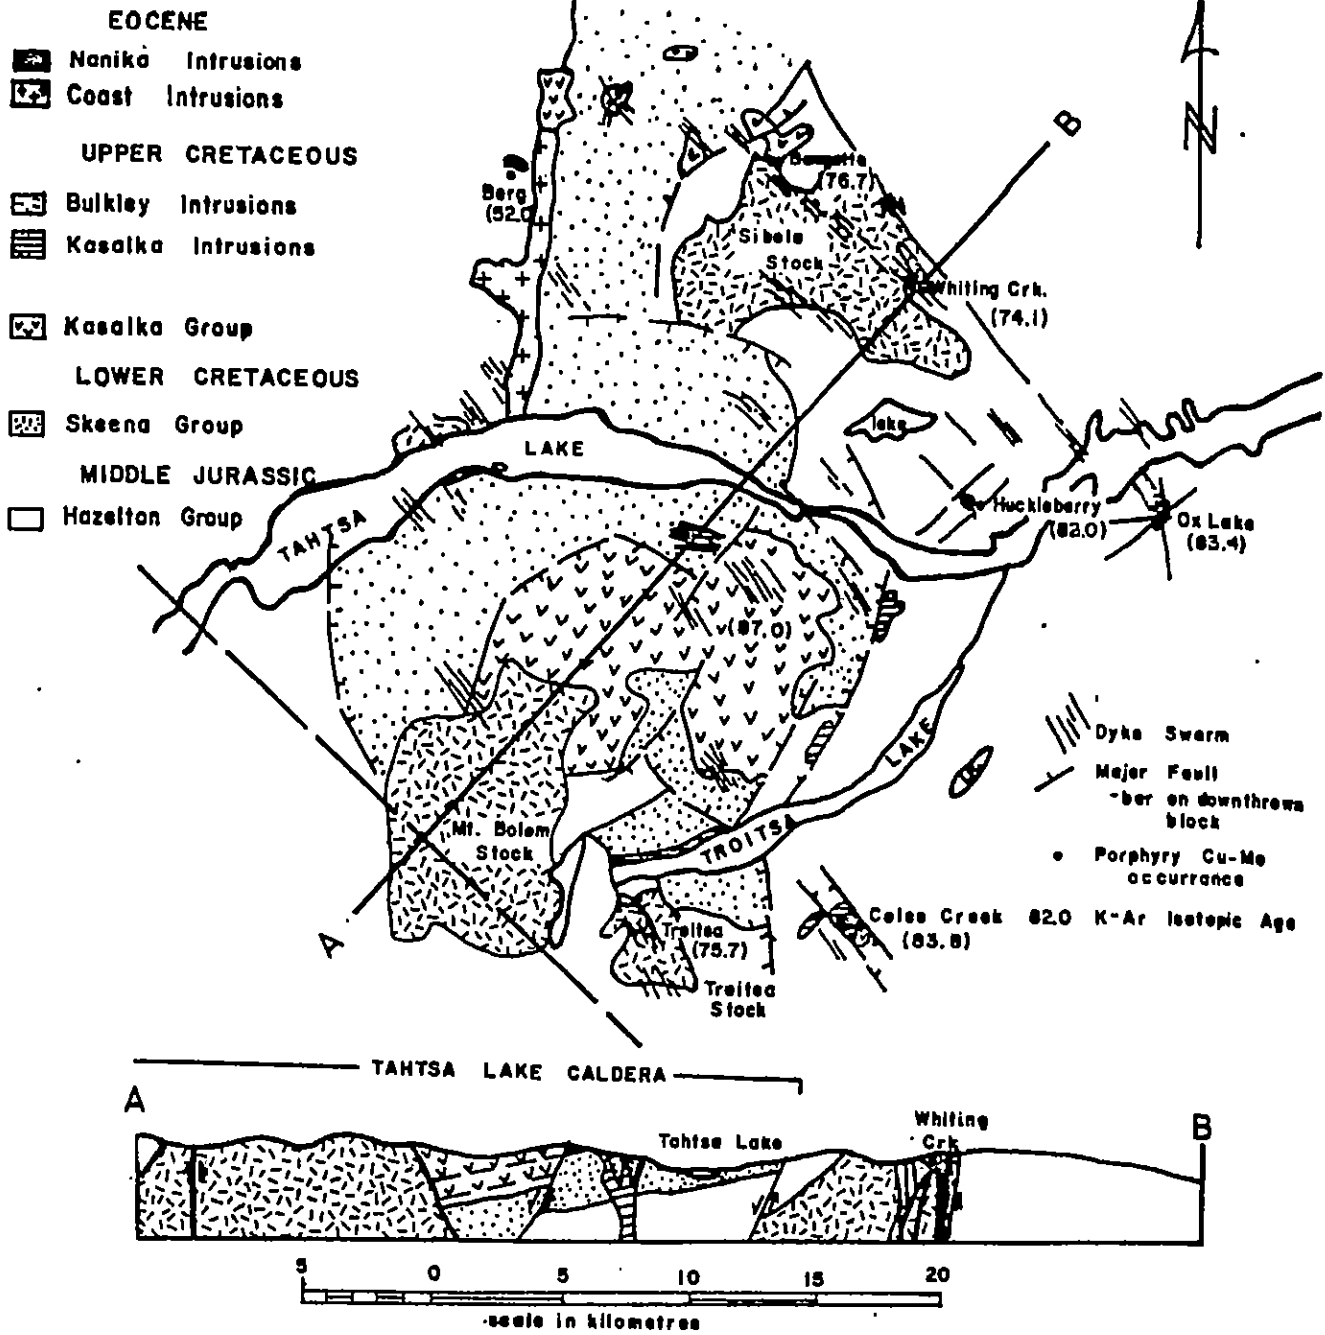 EOCENE
Nanika Intrusions
Coast Intrusions
UPPER CRETACEOUS
Bulkley Intrusions
Kasalka Intrusions
Kasalka Group
LOWER CRETACEOUS
Skeena Group
MIDDLE JURASSIC
Hazelton Group
N
B
Berg
(52.0
(76.7)
Sibola
Stock
Whiting Crk.
(74.1)
lake
LAKE
TAHTSA
Huckleberry
(82.0)
Ox Lake
(83.4)
(87.0)
LAKE
TROITSA
Mt. Bolom
Stock
A
Troitsa
(75.7)
Troitsa
Stock
Dyke Swarm
Major Fault
-bar on downthrown
block
Porphyry Cu-Mo
occurrance
Coles Creek
(83.8)
82.0 K-Ar Isotopic Age
TAHTSA LAKE CALDERA
A
Tahtsa Lake
Whiting
Crk
B
5 0 5 10 15 20
scale in kilometres